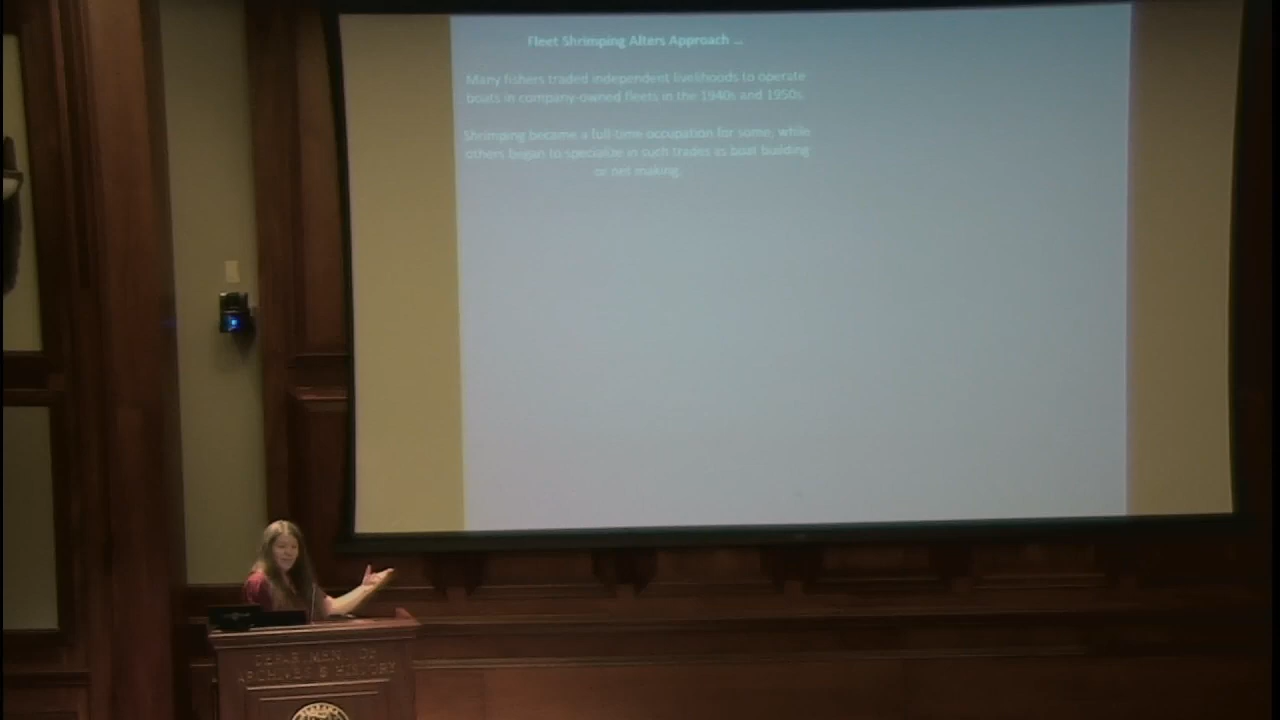 Fleet Shrimping Alters Approach ...
Many fishers traded independent livelihoods to operate
boats in company-owned fleets in the 1940s and 1950s.
Shrimping became a full-time occupation for some, while
others began to specialize in such trades as boat building
or net making.
DEPARTMENT OF
ARCHIVES & HISTORY